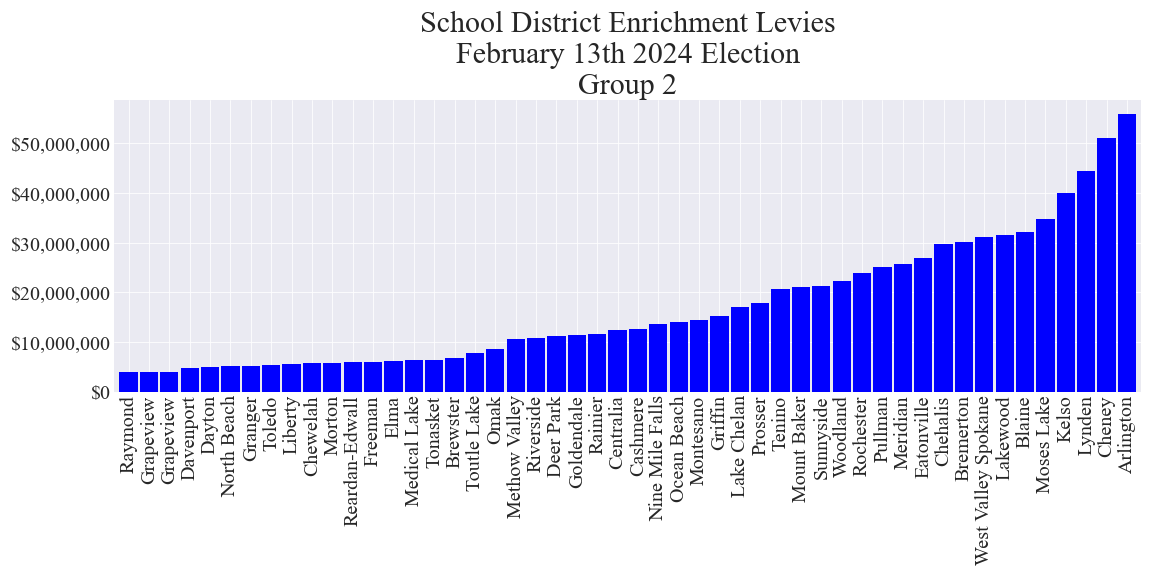 School District Enrichment Levies
February 13th 2024 Election
Group 2
$50,000,000
$40,000,000
$30,000,000
$20,000,000
$10,000,000
$0
Raymond
Grapeview
Grapeview
Davenport
Dayton
North Beach
Granger
Toledo
Liberty
Chewelah
Morton
Reardan-Edwall
Freeman
Elma
Medical Lake
Tonasket
Brewster
Toutle Lake
Omak
Methow Valley
Riverside
Deer Park
Goldendale
Rainier
Centralia
Cashmere
Nine Mile Falls
Ocean Beach
Montesano
Griffin
Lake Chelan
Prosser
Tenino
Mount Baker
Sunnyside
Woodland
Rochester
Pullman
Meridian
Eatonville
Chehalis
Bremerton
West Valley Spokane
Lakewood
Blaine
Moses Lake
Kelso
Lynden
Cheney
Arlington